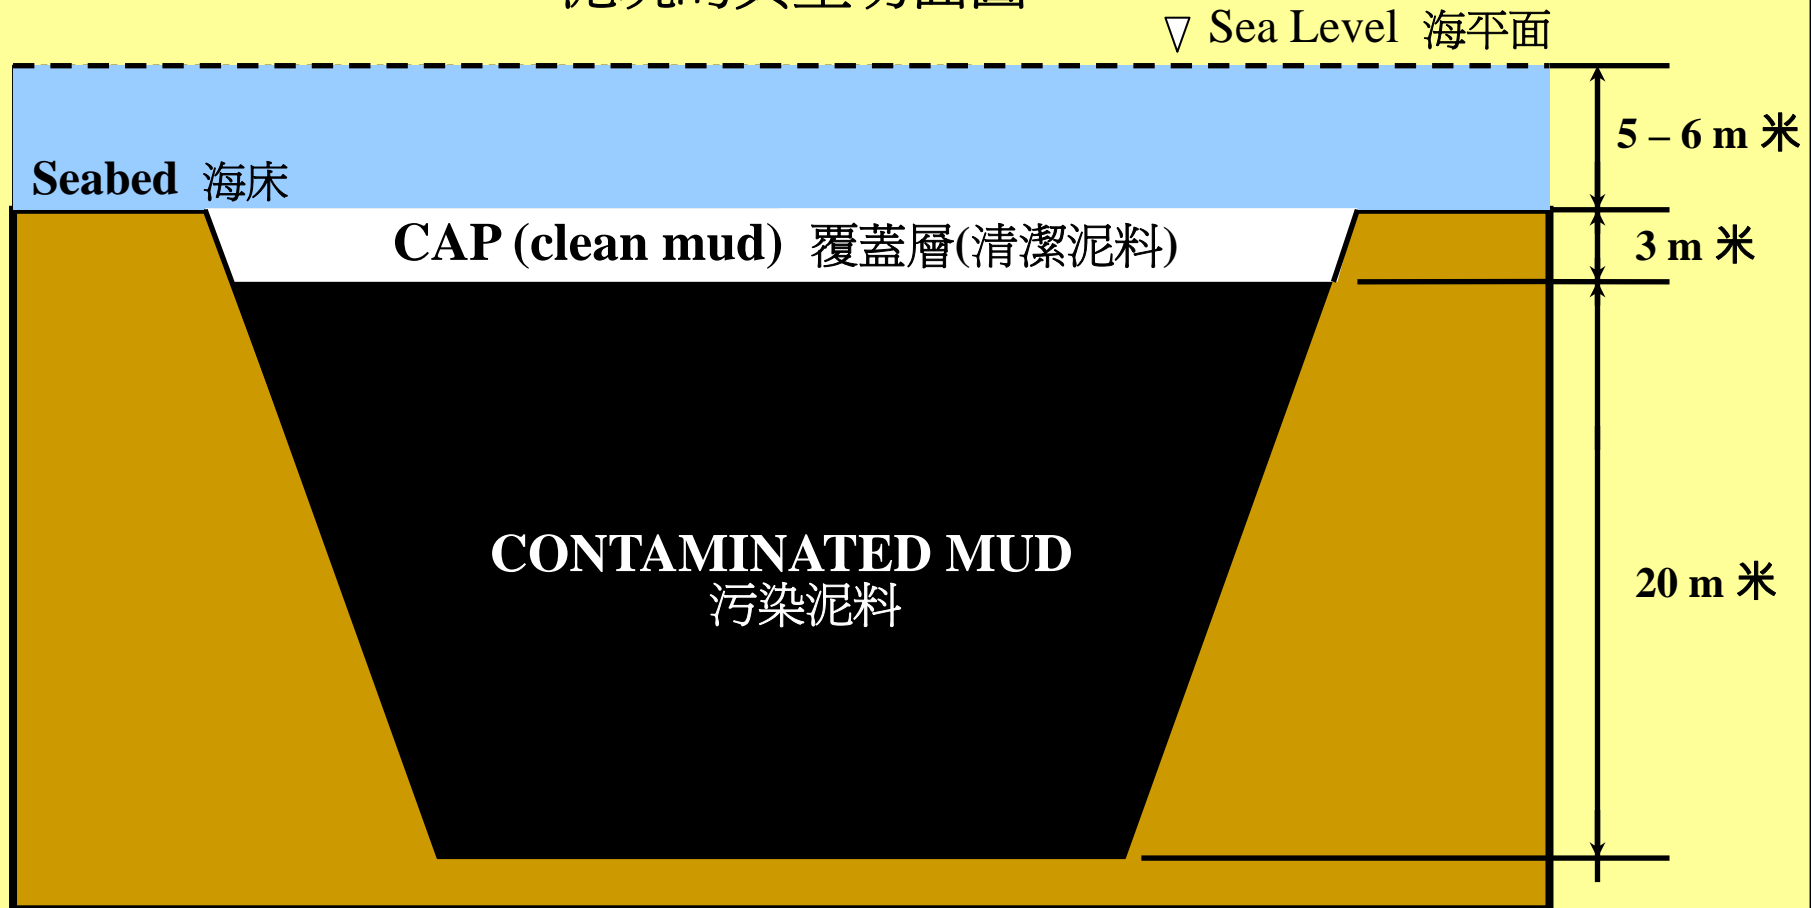 Sea Level 海平面
5 – 6 m 米
Seabed 海床
CAP (clean mud) 覆蓋層(清潔泥料)
3 m 米
CONTAMINATED MUD
污染泥料
20 m 米